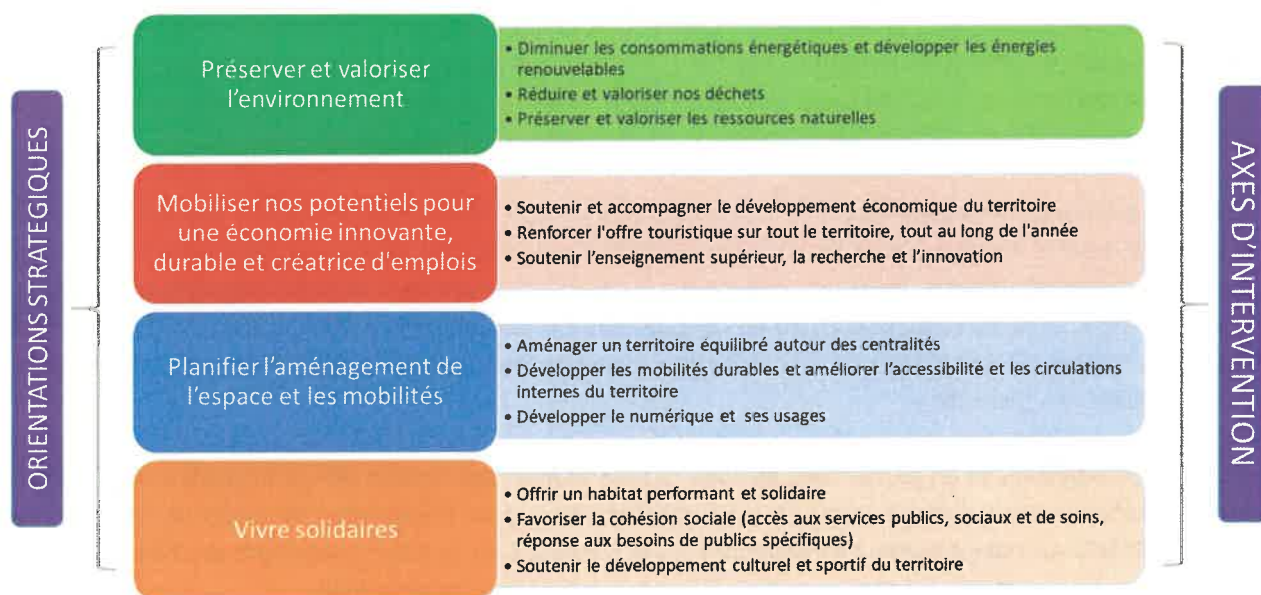 ORIENTATIONS STRATEGIQUES
Préserver et valoriser
l'environnement
• Diminuer les consommations énergétiques et développer les énergies
renouvelables
• Réduire et valoriser nos déchets
• Préserver et valoriser les ressources naturelles
Mobiliser nos potentiels pour
une économie innovante,
durable et créatrice d'emplois
• Soutenir et accompagner le développement économique du territoire
• Renforcer l'offre touristique sur tout le territoire, tout au long de l'année
• Soutenir l'enseignement supérieur, la recherche et l'innovation
Planifier l'aménagement de
l'espace et les mobilités
• Aménager un territoire équilibré autour des centralités
• Développer les mobilités durables et améliorer l'accessibilité et les circulations
internes du territoire
• Développer le numérique et ses usages
Vivre solidaires
• Offrir un habitat performant et solidaire
• Favoriser la cohésion sociale (accès aux services publics, sociaux et de soins,
réponse aux besoins de publics spécifiques)
• Soutenir le développement culturel et sportif du territoire
AXES D'INTERVENTION